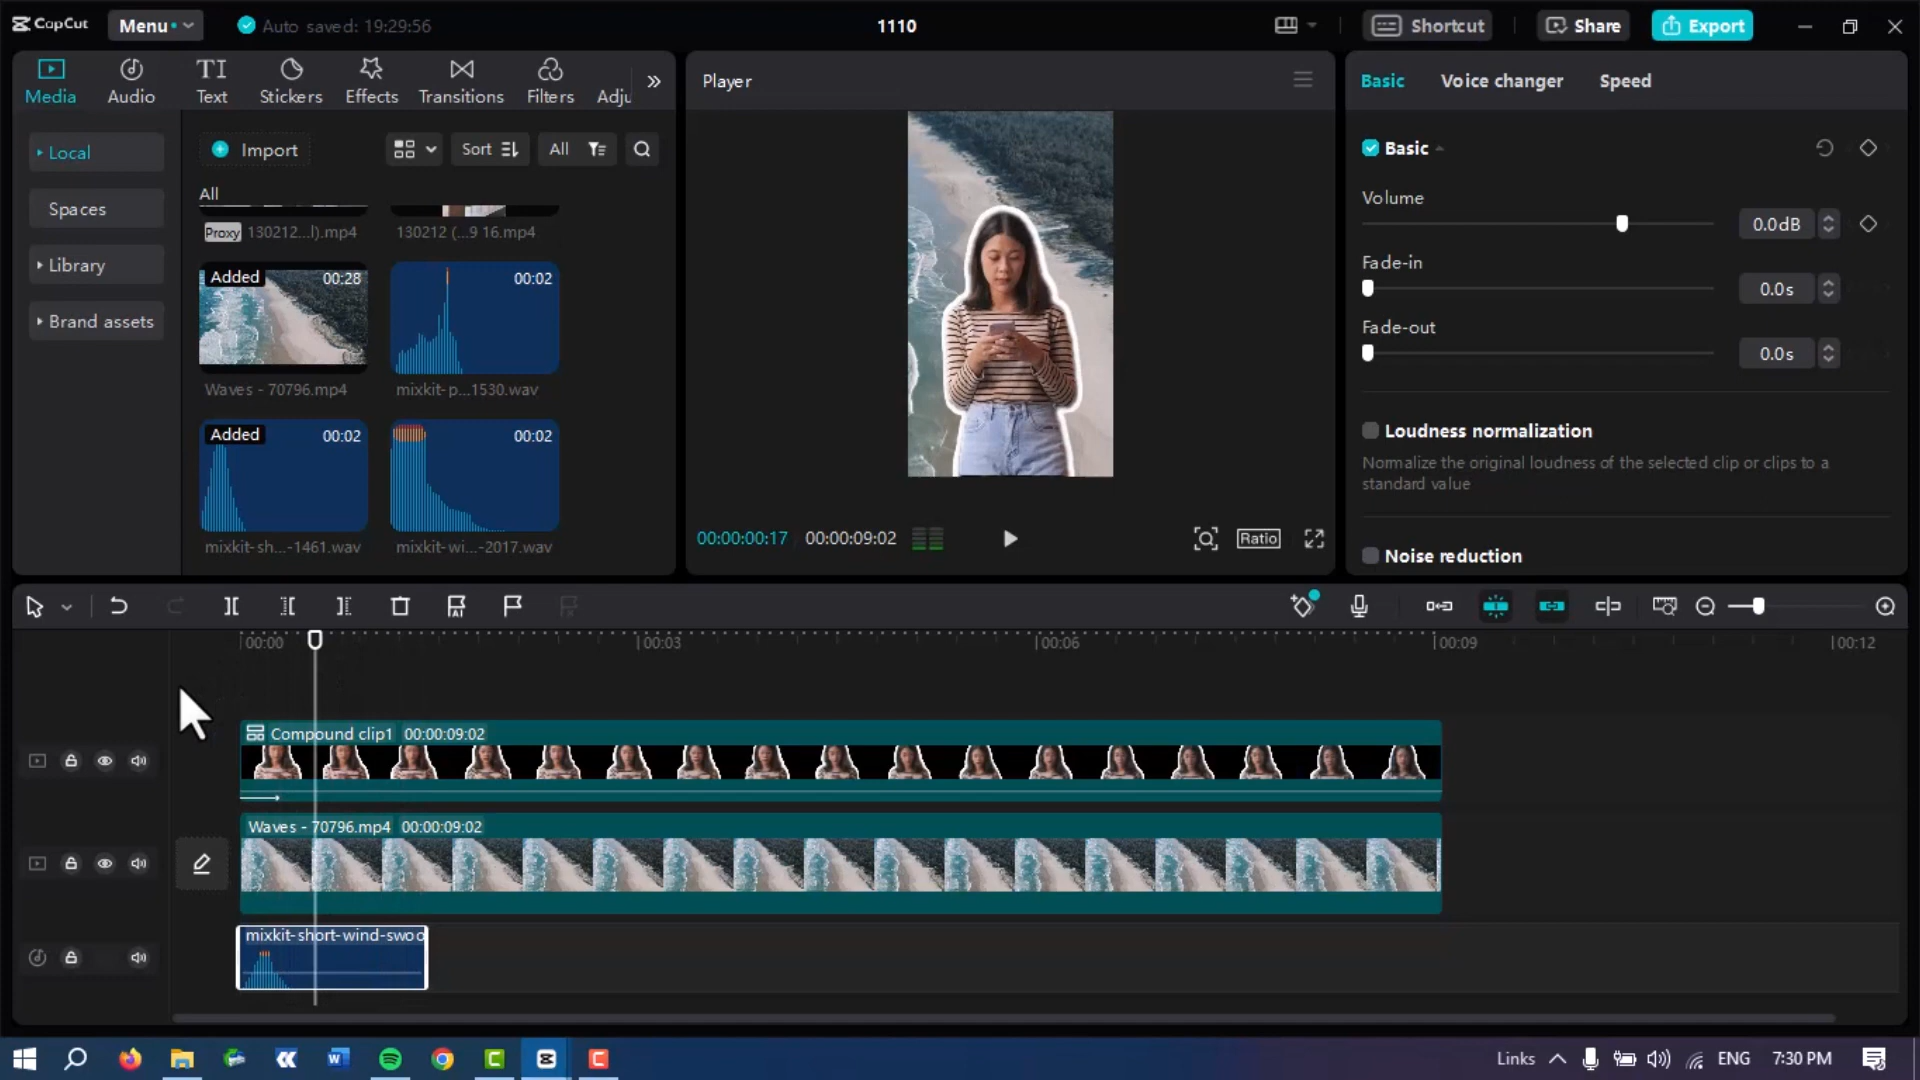 CapCut
Menu
Auto saved: 19:29:56
1110
Shortcut
Share
Export
Media
Audio
TI
Text
Stickers
Effects
Transitions
Filters
Adju
Player
Basic
Voice changer
Speed
Local
Spaces
Library
Brand assets
Import
Sort
All
All
Proxy 130212...l).mp4
130212 (...9 16.mp4
Added 00:28
00:02
Waves - 70796.mp4
mixkit-p...1530.wav
Added 00:02
00:02
mixkit-sh...-1461.wav
mixkit-wi...-2017.wav
00:00:00:17
00:00:09:02
Ratio
Basic
Volume
0.0dB
Fade-in
0.0s
Fade-out
0.0s
Loudness normalization
Normalize the original loudness of the selected clip or clips to a
standard value
Noise reduction
AI
00:00
00:03
00:06
00:09
00:12
Compound clip1 00:00:09:02
Waves - 70796.mp4 00:00:09:02
mixkit-short-wind-swoo
Links
ENG
7:30 PM